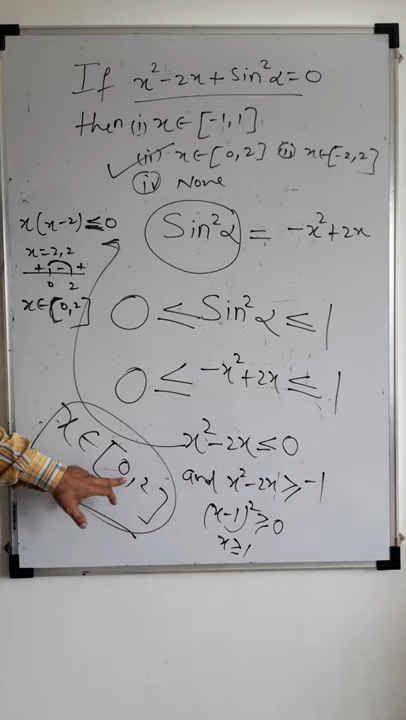 If x²-2x+sin²α=0
then (i) x∈[-1,1]
(ii) x∈[0,2] (iii) x∈[-2,2]
(iv) None
Sin²α = -x²+2x
x(x-2)≤0
x=2,2
+ - +
0 2
x∈[0,2]
0≤Sin²α≤1
0≤-x²+2x≤1
x²-2x≤0
and x²-2x≥-1
(x-1)²≥0
x≥1
x∈[0,2]